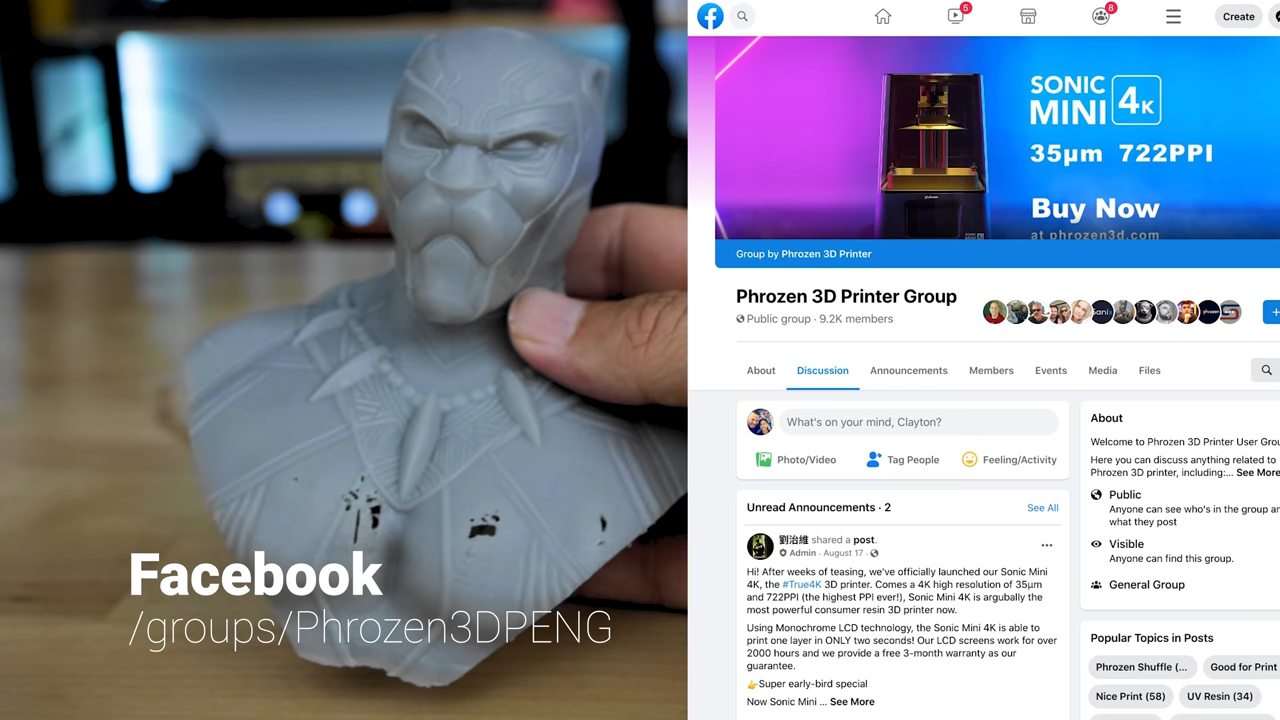 Facebook
/groups/Phrozen3DPENG
5
8
Create
SONIC
MINI 4K
35µm 722PPI
Buy Now
at phrozen3d.com
Group by Phrozen 3D Printer
Phrozen 3D Printer Group
Public group · 9.2K members
About
Discussion
Announcements
Members
Events
Media
Files
What's on your mind, Clayton?
Photo/Video
Tag People
Feeling/Activity
Unread Announcements · 2
See All
劉治維 shared a post.
Admin · August 17 ·
Hi! After weeks of teasing, we've officially launched our Sonic Mini
4K, the #True4K 3D printer. Comes a 4K high resolution of 35µm
and 722PPI (the highest PPI ever!), Sonic Mini 4K is argubally the
most powerful consumer resin 3D printer now.
Using Monochrome LCD technology, the Sonic Mini 4K is able to
print one layer in ONLY two seconds! Our LCD screens work for over
2000 hours and we provide a free 3-month warranty as our
guarantee.
👉Super early-bird special
Now Sonic Mini ... See More
About
Welcome to Phrozen 3D Printer User Grou
Here you can discuss anything related to
Phrozen 3D printer, including:... See More
Public
Anyone can see who's in the group an
what they post
Visible
Anyone can find this group.
General Group
Popular Topics in Posts
Phrozen Shuffle (...
Good for Print
Nice Print (58)
UV Resin (34)